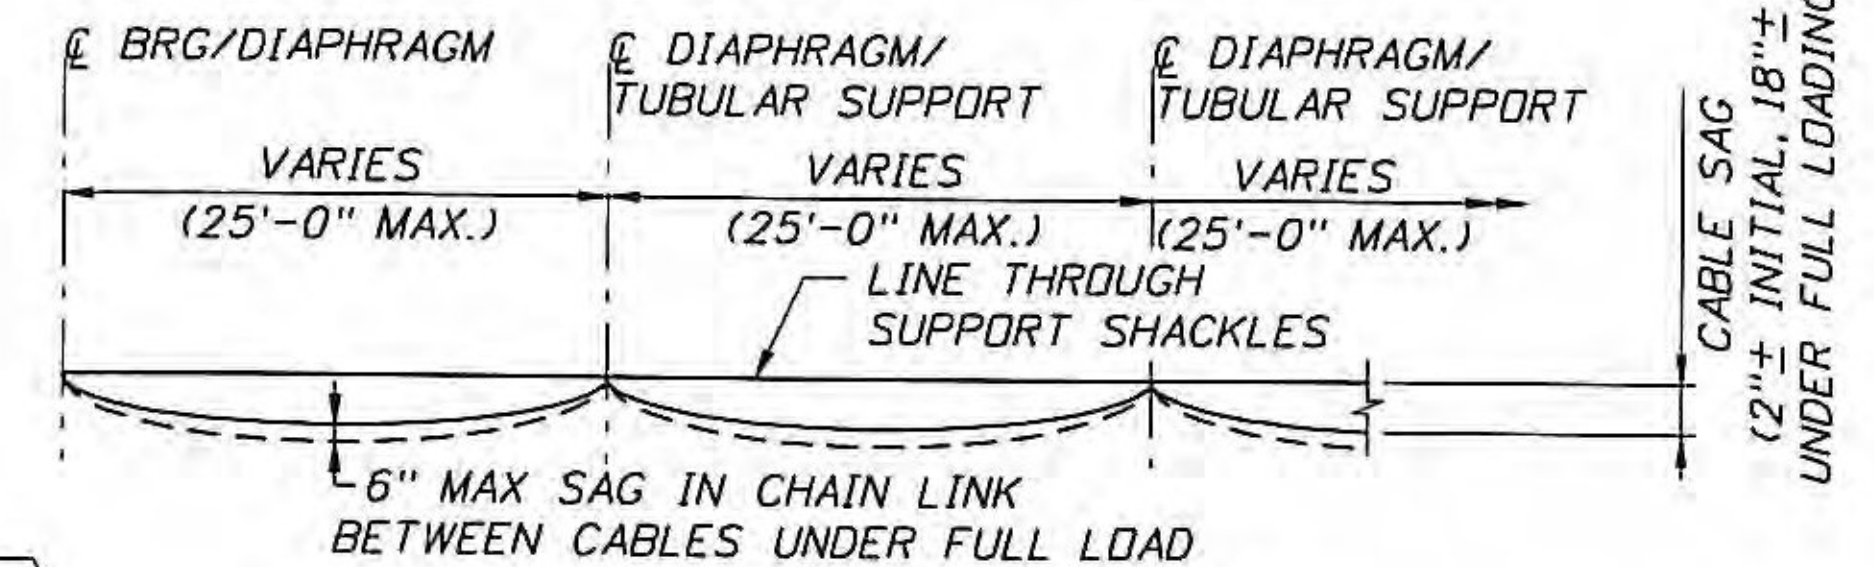 ℄ BRG/DIAPHRAGM
℄ DIAPHRAGM/
TUBULAR SUPPORT
℄ DIAPHRAGM/
TUBULAR SUPPORT
VARIES
(25'-0" MAX.)
VARIES
(25'-0" MAX.)
VARIES
(25'-0" MAX.)
LINE THROUGH
SUPPORT SHACKLES
6" MAX SAG IN CHAIN LINK
BETWEEN CABLES UNDER FULL LOAD
CABLE SAG
(2"± INITIAL, 18"±
UNDER FULL LOADING